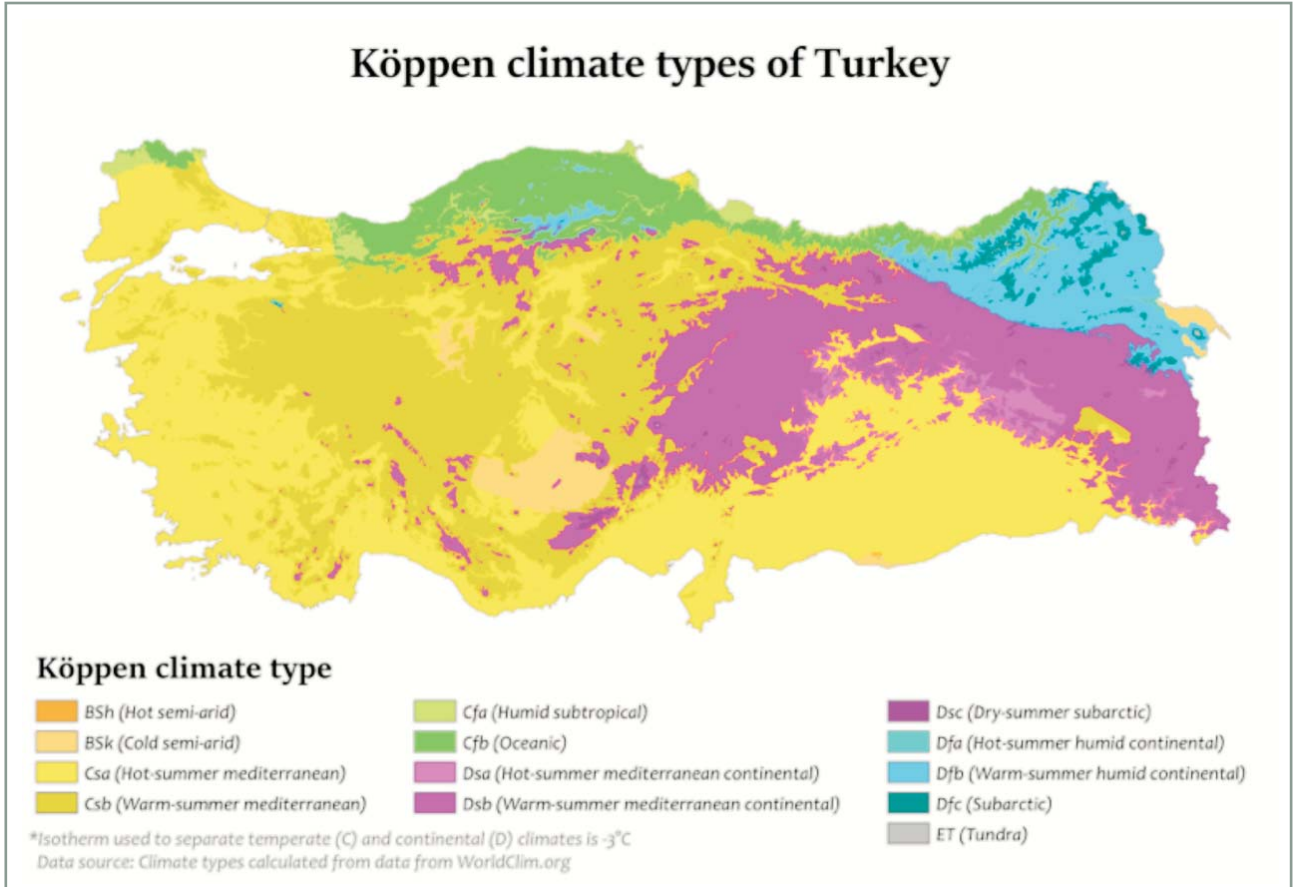 Köppen climate types of Turkey
Köppen climate type
BSh (Hot semi-arid)
BSk (Cold semi-arid)
Csa (Hot-summer mediterranean)
Csb (Warm-summer mediterranean)
Cfa (Humid subtropical)
Cfb (Oceanic)
Dsa (Hot-summer mediterranean continental)
Dsb (Warm-summer mediterranean continental)
Dsc (Dry-summer subarctic)
Dfa (Hot-summer humid continental)
Dfb (Warm-summer humid continental)
Dfc (Subarctic)
ET (Tundra)
*Isotherm used to separate temperate (C) and continental (D) climates is -3°C
Data source: Climate types calculated from data from WorldClim.org